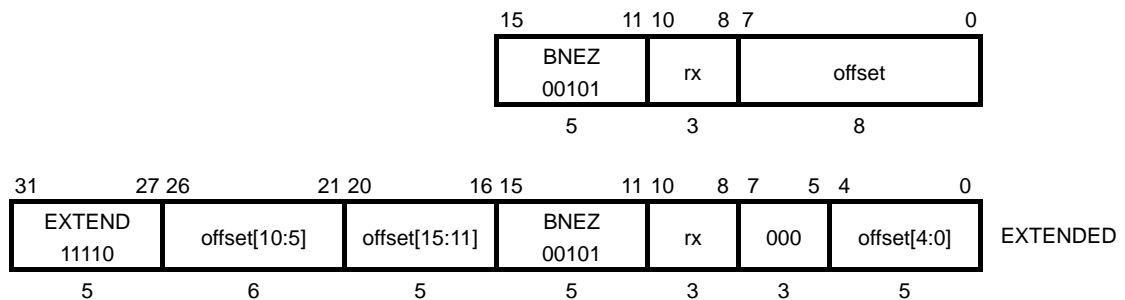 15 11 10 8 7 0
BNEZ
00101
rx
offset
5 3 8
31 27 26 21 20 16 15 11 10 8 7 5 4 0
EXTEND
11110
offset[10:5]
offset[15:11]
BNEZ
00101
rx
000
offset[4:0]
EXTENDED
5 6 5 5 3 3 5